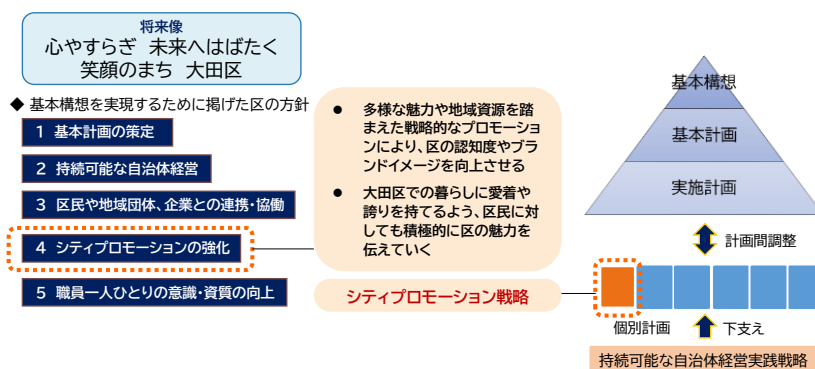 将来像
心やすらぎ 未来へはばたく
笑顔のまち 大田区
◆ 基本構想を実現するために掲げた区の方針
1 基本計画の策定
2 持続可能な自治体経営
3 区民や地域団体、企業との連携・協働
4 シティプロモーションの強化
5 職員一人ひとりの意識・資質の向上
● 多様な魅力や地域資源を踏
まえた戦略的なプロモーショ
ンにより、区の認知度やブラ
ンドイメージを向上させる
● 大田区での暮らしに愛着や
誇りを持てるよう、区民に対
しても積極的に区の魅力を
伝えていく
シティプロモーション戦略
基本構想
基本計画
実施計画
計画間調整
個別計画
下支え
持続可能な自治体経営実践戦略